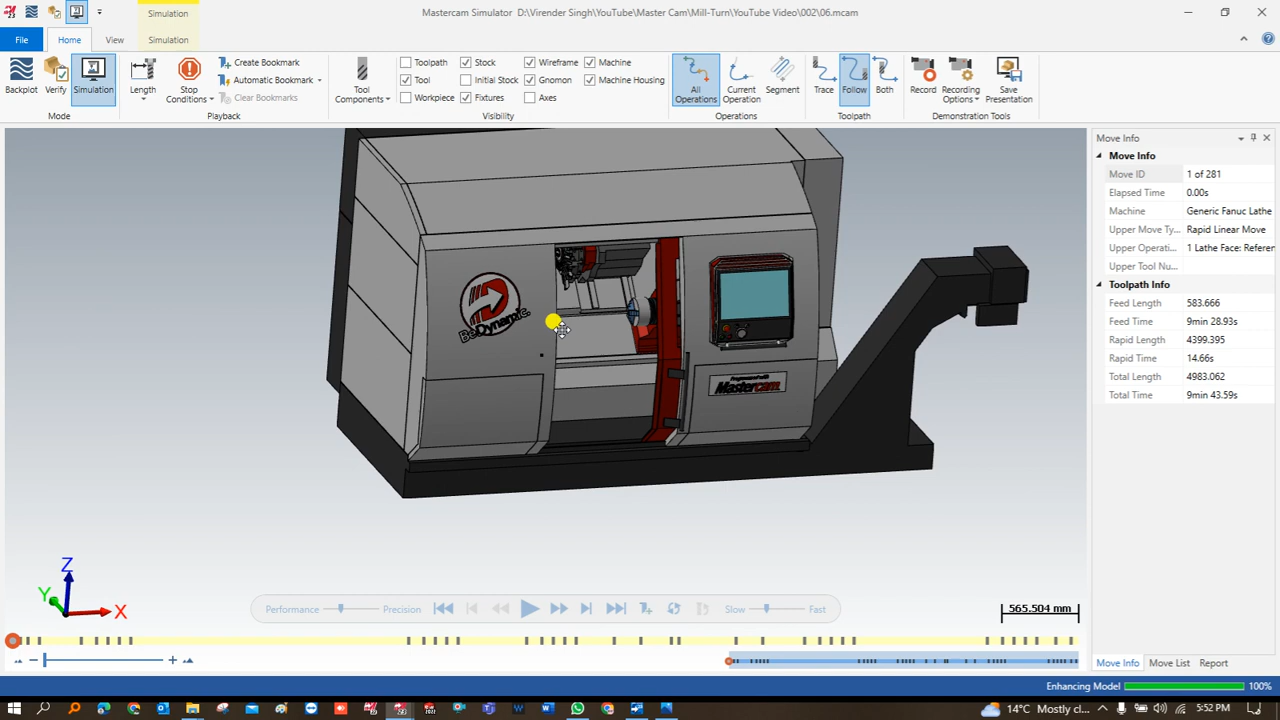 Simulation
Mastercam Simulator D:\Virender Singh\YouTube\Master Cam\Mill-Turn\YouTube Video\002\06.mcam
File
Home
View
Simulation
Backplot
Verify
Simulation
Mode
Length
Stop Conditions
Create Bookmark
Automatic Bookmark
Clear Bookmarks
Playback
Tool Components
Toolpath
Stock
Wireframe
Machine
Tool
Initial Stock
Gnomon
Machine Housing
Workpiece
Fixtures
Axes
Visibility
All Operations
Current Operation
Segment
Operations
Trace
Follow
Both
Toolpath
Record
Recording Options
Save Presentation
Demonstration Tools
BeDynamic.
Mastercam
Z
Y
X
Performance
Precision
Slow
Fast
565.504 mm
Move Info
Move Info
Move ID 1 of 281
Elapsed Time 0.00s
Machine Generic Fanuc Lathe
Upper Move Ty... Rapid Linear Move
Upper Operati... 1 Lathe Face: Referen
Upper Tool Nu...
Toolpath Info
Feed Length 583.666
Feed Time 9min 28.93s
Rapid Length 4399.395
Rapid Time 14.66s
Total Length 4983.062
Total Time 9min 43.59s
Move Info
Move List
Report
Enhancing Model 100%
14°C Mostly cl...
5:52 PM